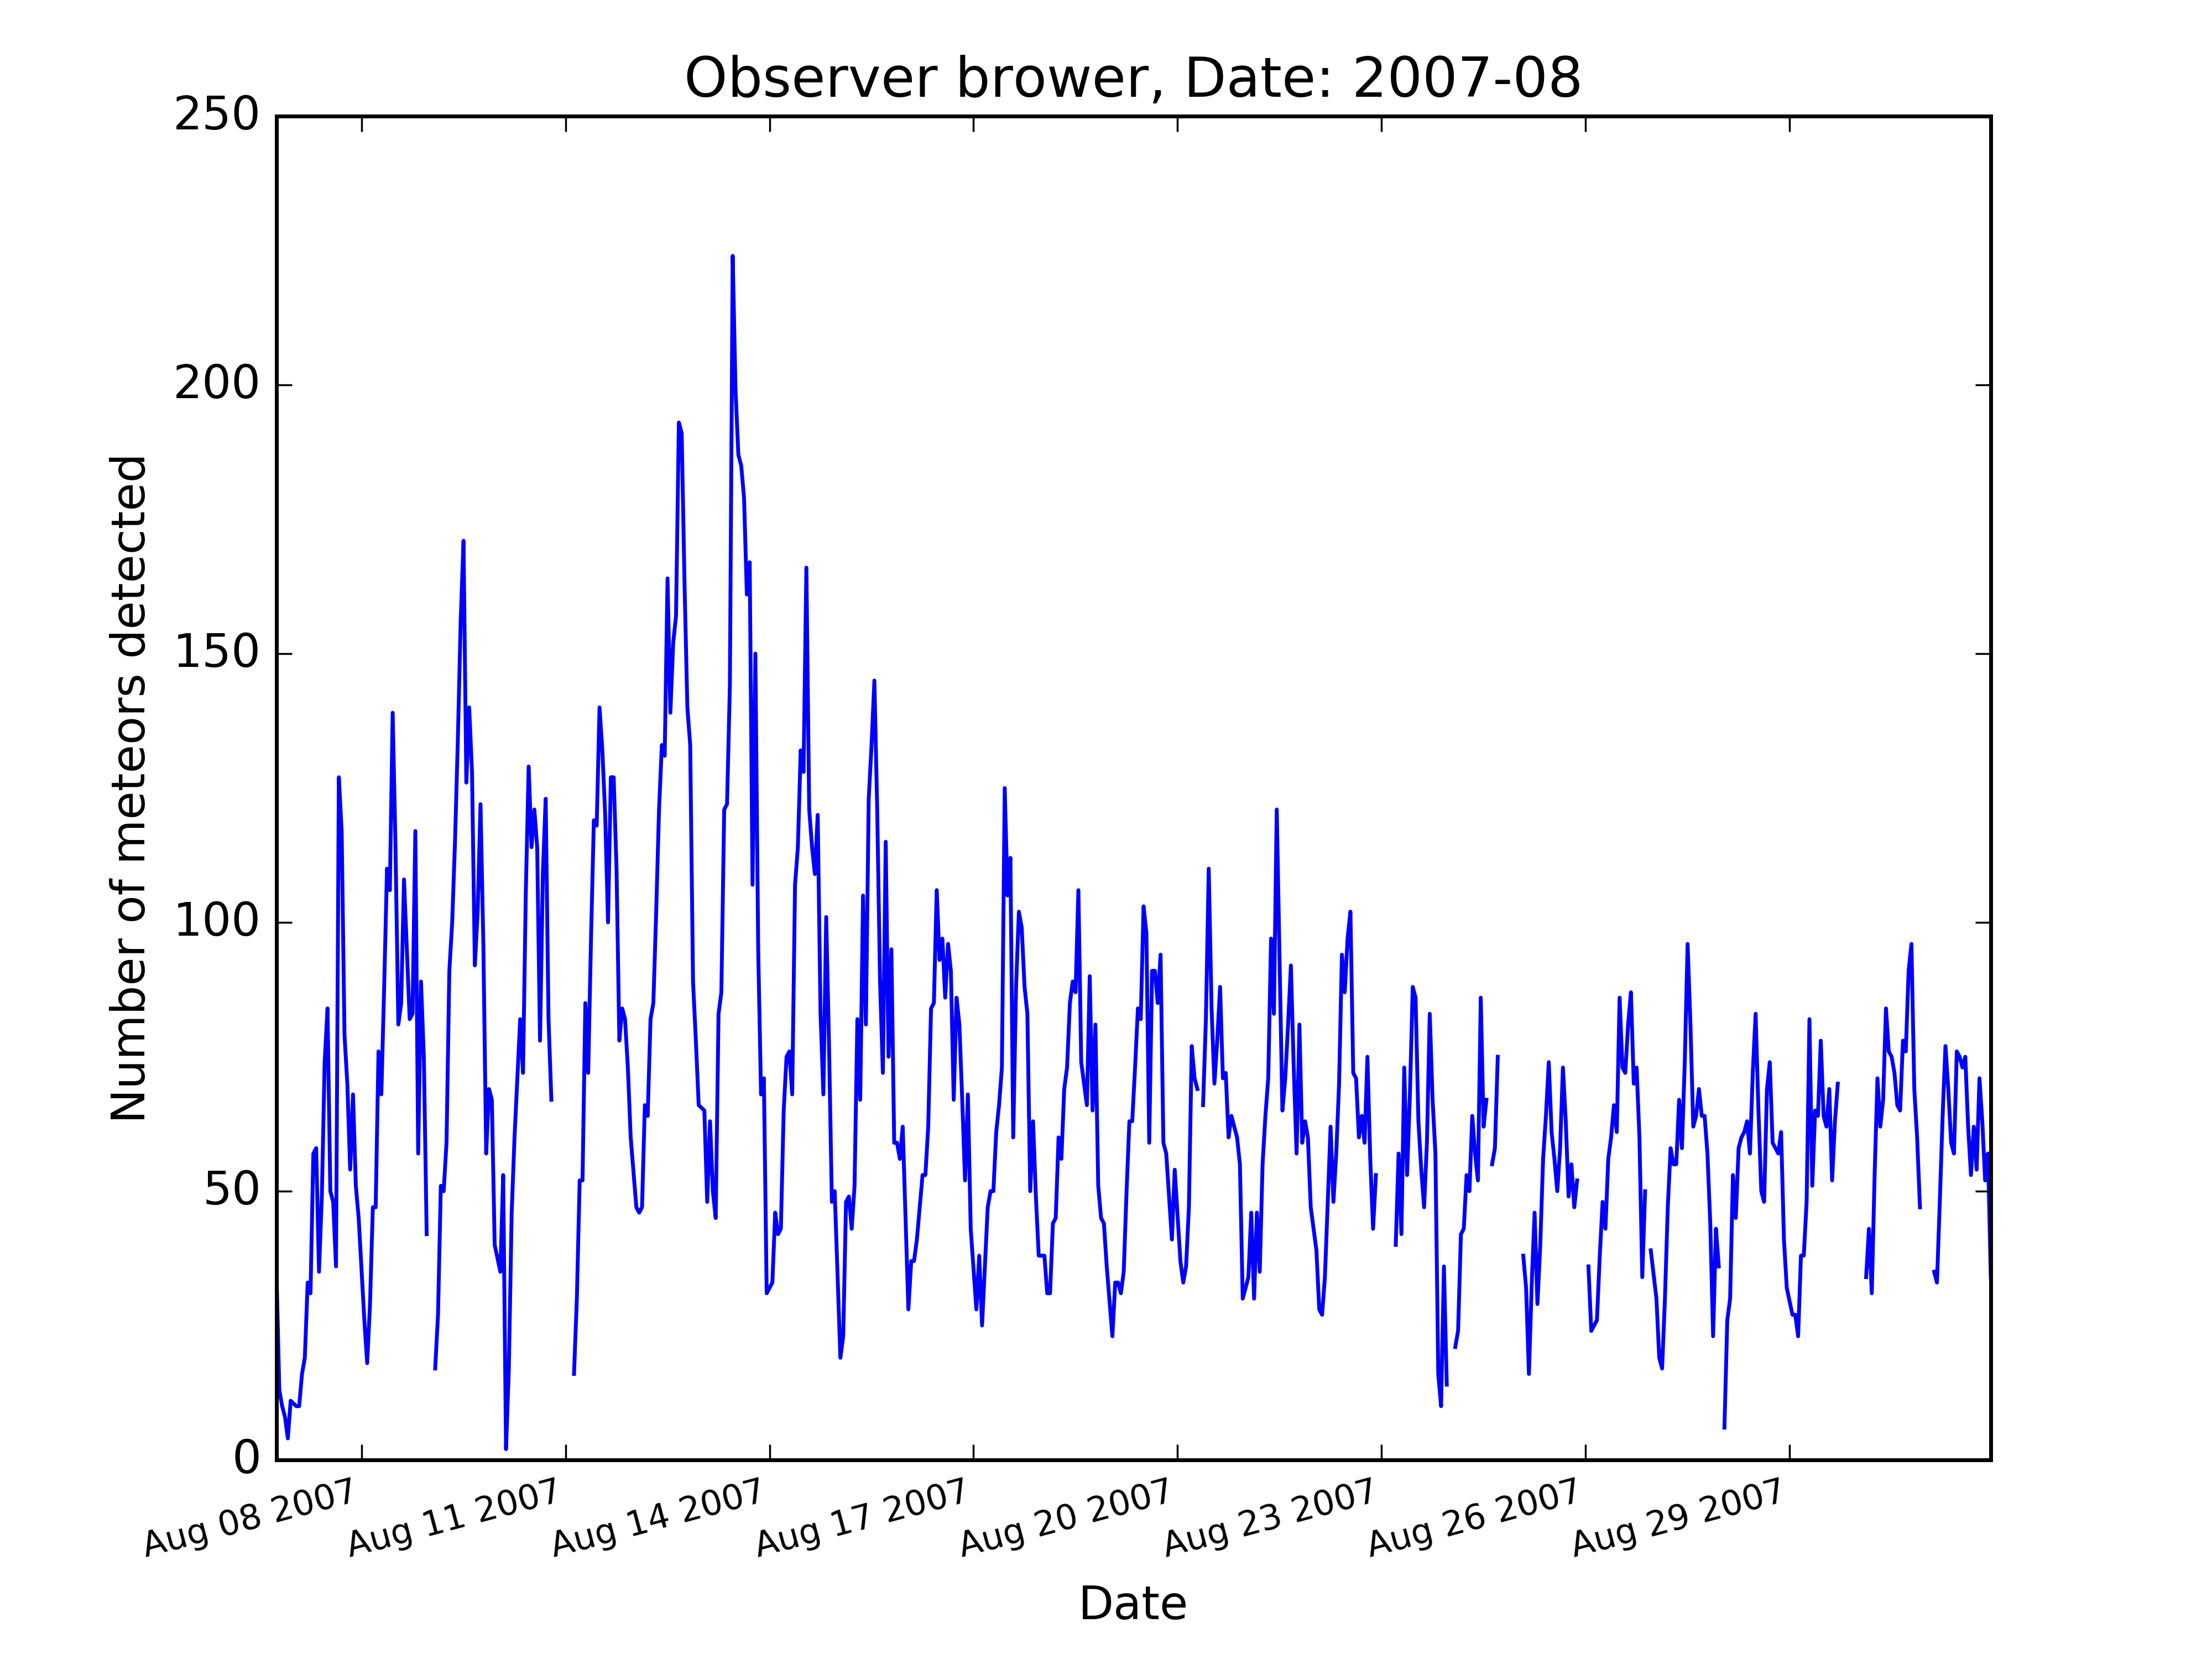 Observer brower, Date: 2007-08
250
200
150
100
50
0
Number of meteors detected
Aug 08 2007
Aug 11 2007
Aug 14 2007
Aug 17 2007
Aug 20 2007
Aug 23 2007
Aug 26 2007
Aug 29 2007
Date